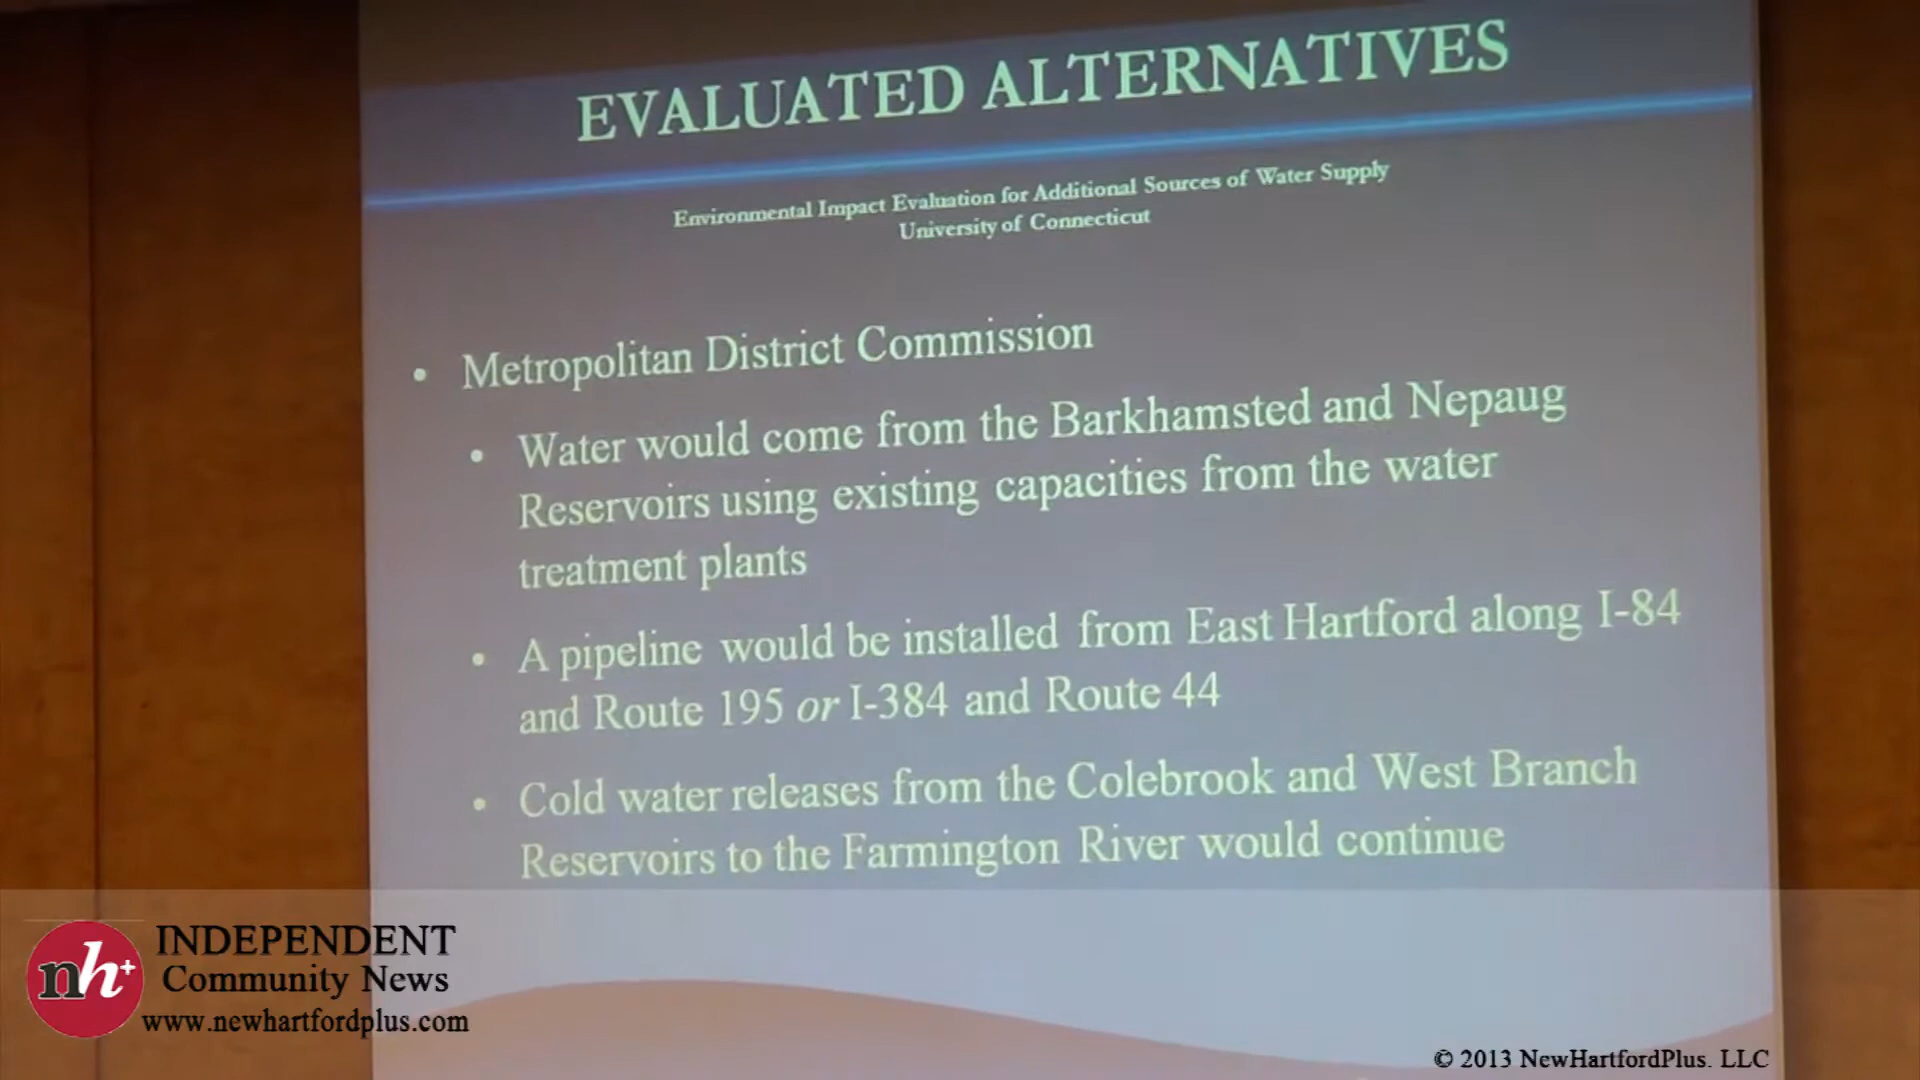 EVALUATED ALTERNATIVES
Environmental Impact Evaluation for Additional Sources of Water Supply
University of Connecticut
• Metropolitan District Commission
• Water would come from the Barkhamsted and Nepaug
Reservoirs using existing capacities from the water
treatment plants
• A pipeline would be installed from East Hartford along I-84
and Route 195 or I-384 and Route 44
• Cold water releases from the Colebrook and West Branch
Reservoirs to the Farmington River would continue
nh+
INDEPENDENT
Community News
www.newhartfordplus.com
© 2013 NewHartfordPlus. LLC